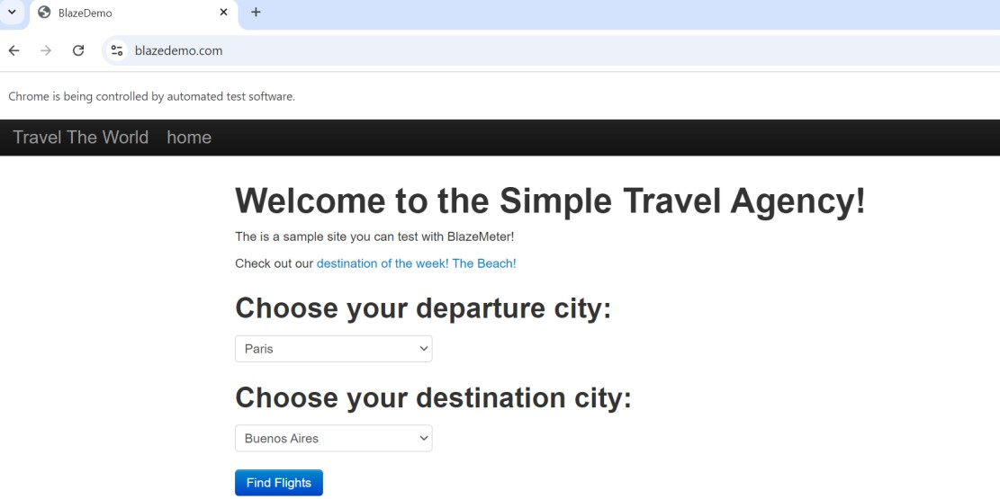 BlazeDemo
blazedemo.com
Chrome is being controlled by automated test software.
Travel The World home
Welcome to the Simple Travel Agency!
The is a sample site you can test with BlazeMeter!
Check out our destination of the week! The Beach!
Choose your departure city:
Paris
Choose your destination city:
Buenos Aires
Find Flights